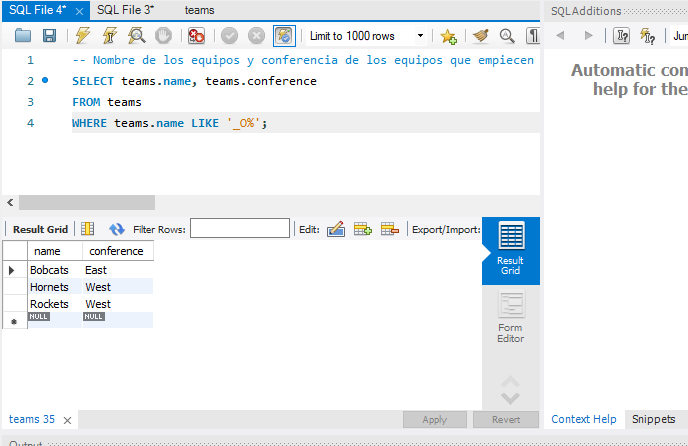 SQL File 4* SQL File 3* teams
SQLAdditions
Limit to 1000 rows
1 -- Nombre de los equipos y conferencia de los equipos que empiecen
2 SELECT teams.name, teams.conference
3 FROM teams
4 WHERE teams.name LIKE '_O%';
Automatic con
help for the
Result Grid Filter Rows: Edit: Export/Import:
name conference
Bobcats East
Hornets West
Rockets West
NULL NULL
Result
Grid
Form
Editor
teams 35 Apply Revert
Context Help Snippets
Output